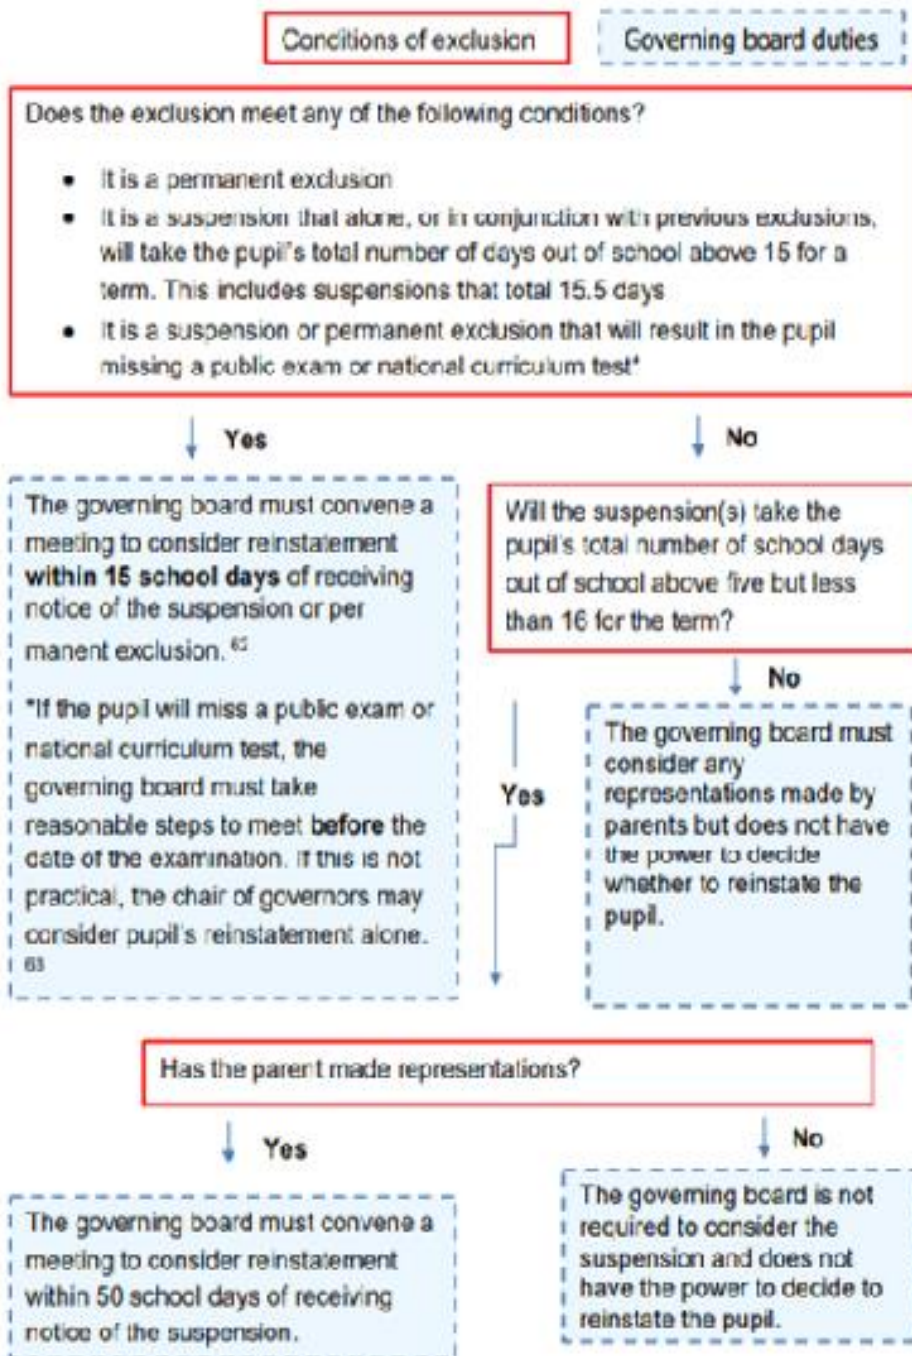 Conditions of exclusion
Governing board duties
Does the exclusion meet any of the following conditions?
• It is a permanent exclusion
• It is a suspension that alone, or in conjunction with previous exclusions,
will take the pupil's total number of days out of school above 15 for a
term. This includes suspensions that total 15.5 days
• It is a suspension or permanent exclusion that will result in the pupil
missing a public exam or national curriculum test*
Yes
No
The governing board must convene a
meeting to consider reinstatement
within 15 school days of receiving
notice of the suspension or per
manent exclusion. 62
*If the pupil will miss a public exam or
national curriculum test, the
governing board must take
reasonable steps to meet before the
date of the examination. If this is not
practical, the chair of governors may
consider pupil's reinstatement alone.
63
Will the suspension(s) take the
pupil's total number of school days
out of school above five but less
than 16 for the term?
Yes
No
The governing board must
consider any
representations made by
parents but does not have
the power to decide
whether to reinstate the
pupil.
Has the parent made representations?
Yes
No
The governing board must convene a
meeting to consider reinstatement
within 50 school days of receiving
notice of the suspension.
The governing board is not
required to consider the
suspension and does not
have the power to decide to
reinstate the pupil.